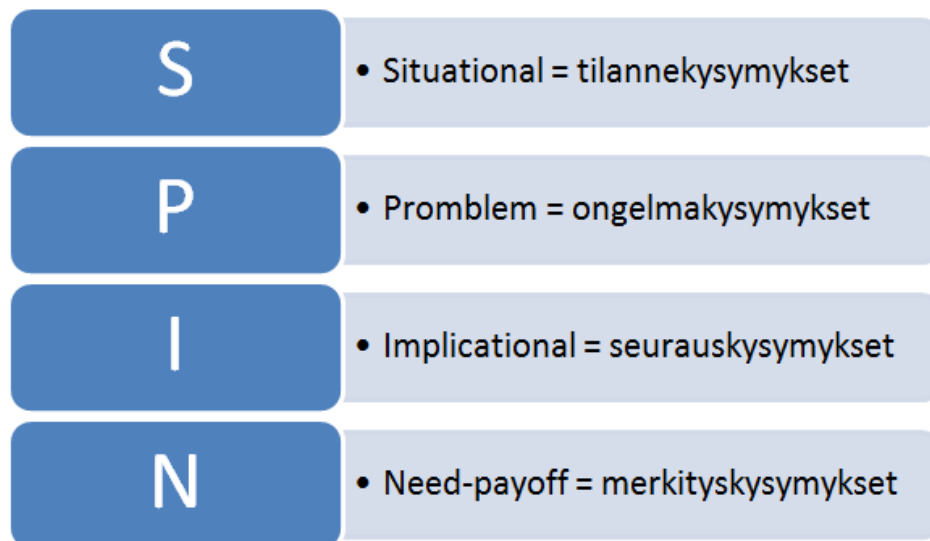 S
• Situational = tilannekysymykset
P
• Promblem = ongelmakysymykset
I
• Implicational = seurauskysymykset
N
• Need-payoff = merkityskysymykset